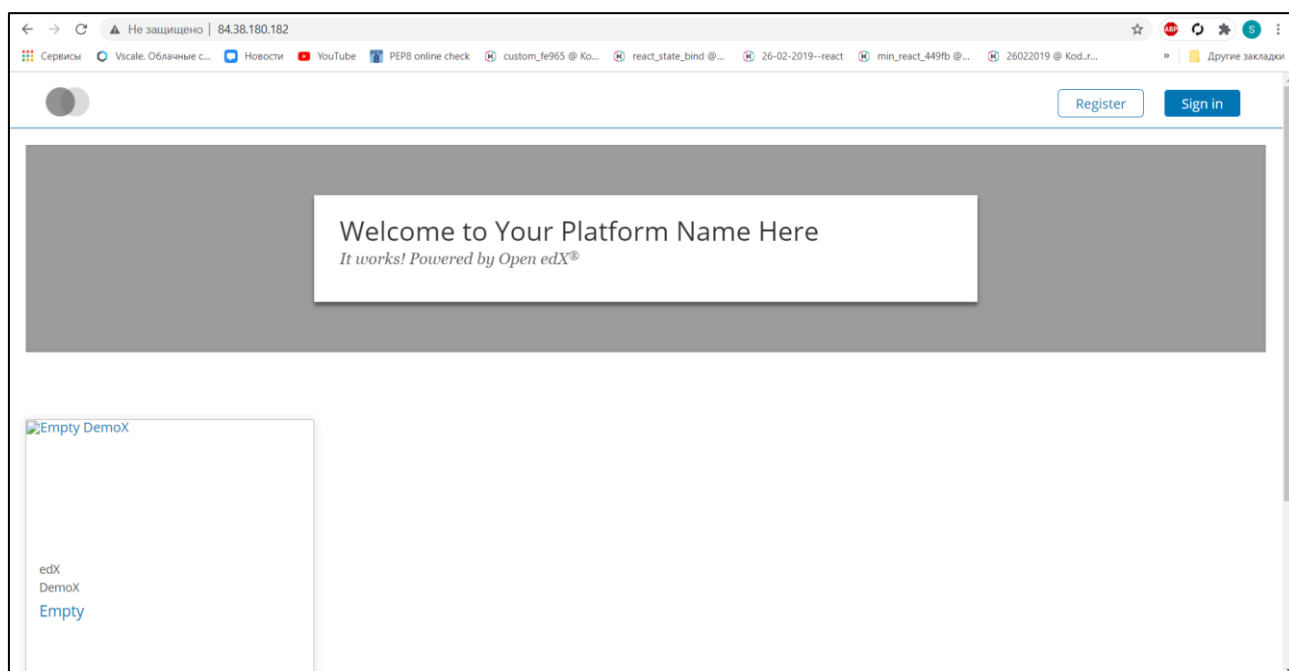 Не защищено | 84.38.180.182
ABP S
Сервисы Vscale. Облачные с... Новости YouTube PEP8 online check custom_fe965 @ Ko... react_state_bind @... 26-02-2019--react min_react_449fb @... 26022019 @ Kod..r... » Другие закладки
Register Sign in
Welcome to Your Platform Name Here
It works! Powered by Open edX®
Empty DemoX
edX
DemoX
Empty